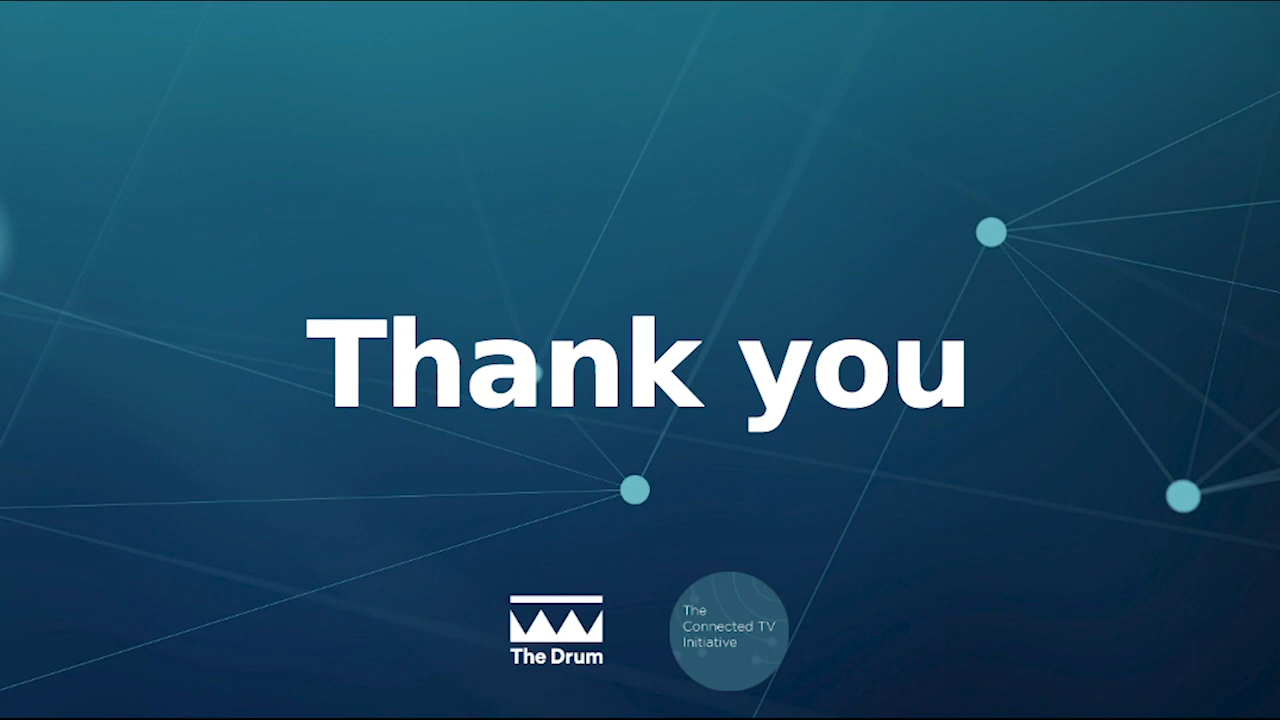 Thank you
The Drum
The
Connected TV
Initiative